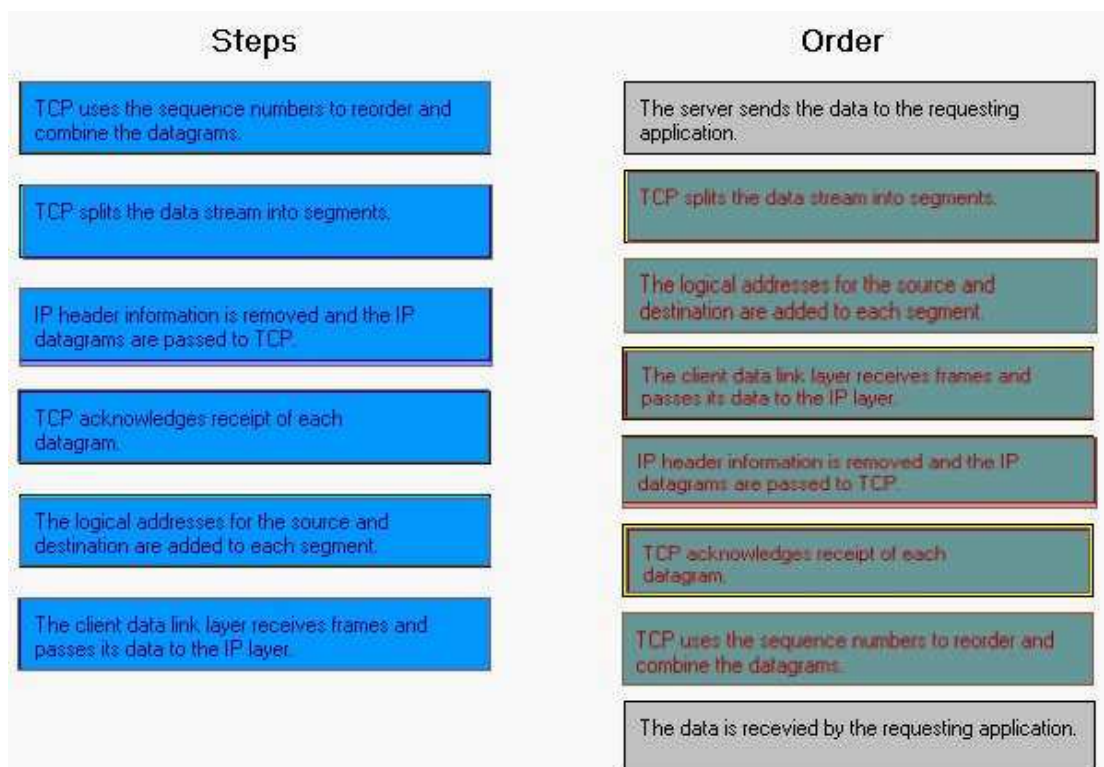 Steps
TCP uses the sequence numbers to reorder and
combine the datagrams.
TCP splits the data stream into segments.
IP header information is removed and the IP
datagrams are passed to TCP.
TCP acknowledges receipt of each
datagram.
The logical addresses for the source and
destination are added to each segment.
The client data link layer receives frames and
passes its data to the IP layer.
Order
The server sends the data to the requesting
application.
TCP splits the data stream into segments.
The logical addresses for the source and
destination are added to each segment.
The client data link layer receives frames and
passes its data to the IP layer.
IP header information is removed and the IP
datagrams are passed to TCP.
TCP acknowledges receipt of each
datagram.
TCP uses the sequence numbers to reorder and
combine the datagrams.
The data is recevied by the requesting application.